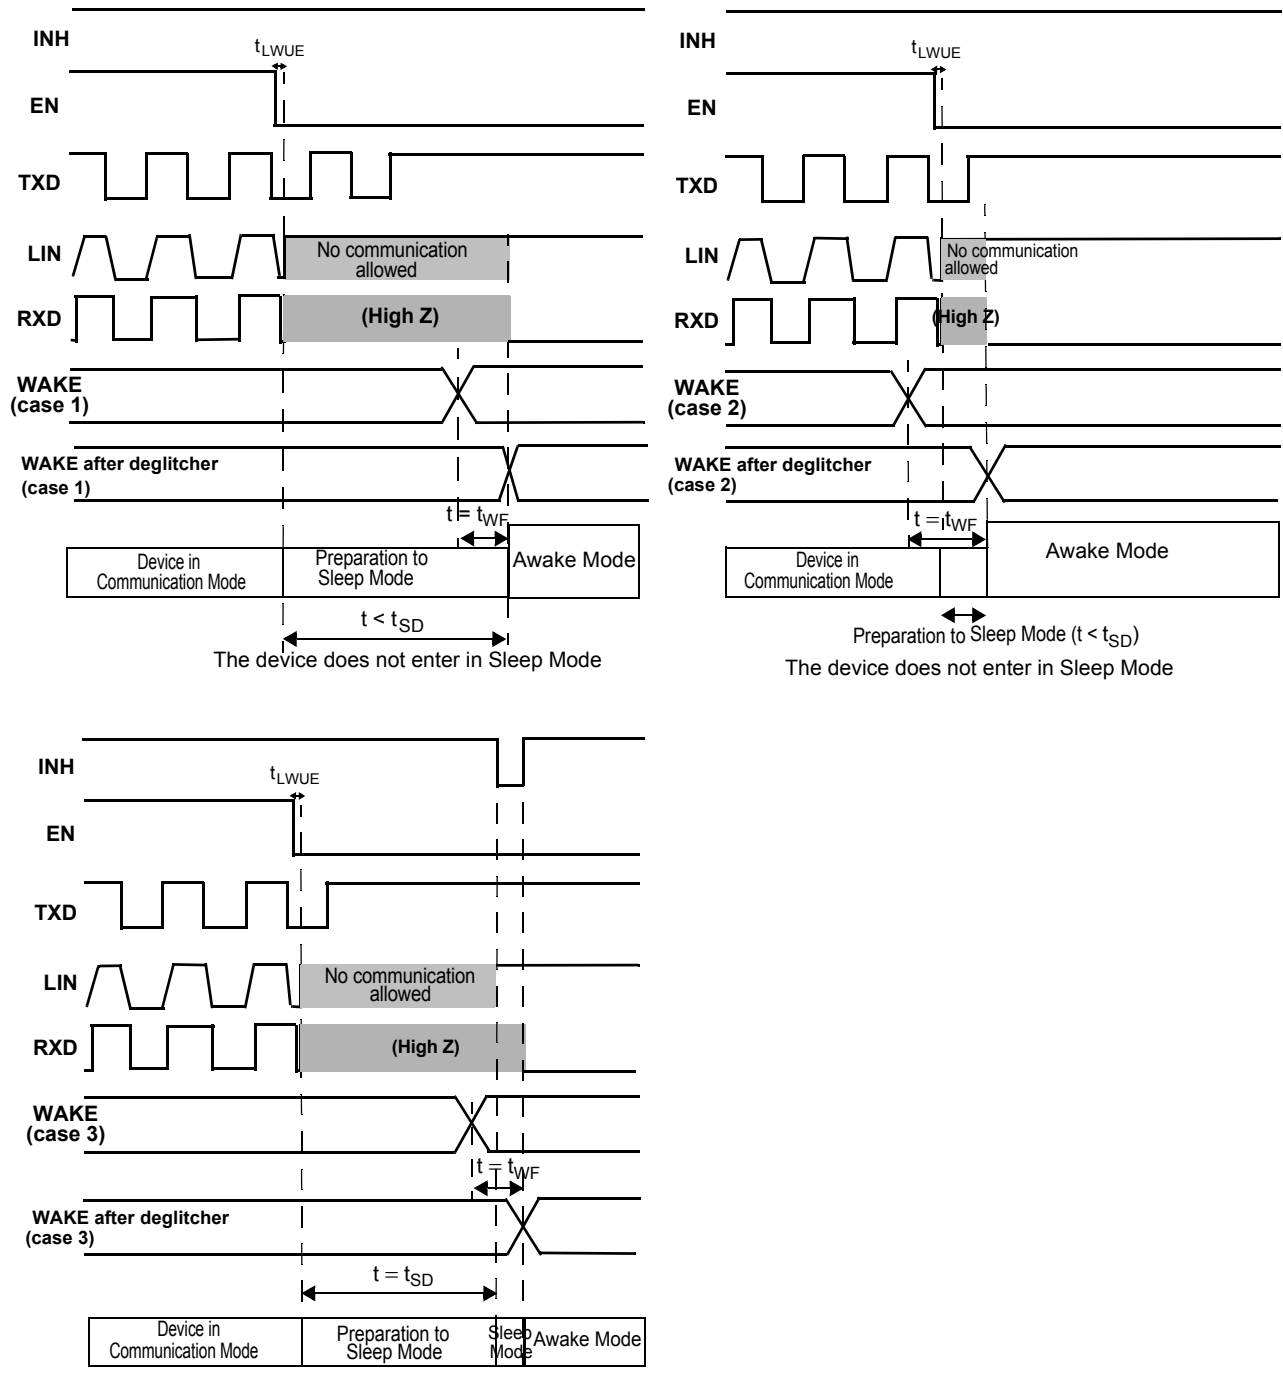 INH
tLWUE
EN
TXD
LIN
No communication
allowed
RXD
(High Z)
WAKE
(case 1)
WAKE after deglitcher
(case 1)
t = tWF
Device in
Communication Mode
Preparation to
Sleep Mode
Awake Mode
t < tSD
The device does not enter in Sleep Mode
INH
tLWUE
EN
TXD
LIN
No communication
allowed
RXD
(High Z)
WAKE
(case 2)
WAKE after deglitcher
(case 2)
t = tWF
Device in
Communication Mode
Awake Mode
Preparation to Sleep Mode (t < tSD)
The device does not enter in Sleep Mode
INH
tLWUE
EN
TXD
LIN
No communication
allowed
RXD
(High Z)
WAKE
(case 3)
t = tWF
WAKE after deglitcher
(case 3)
t = tSD
Device in
Communication Mode
Preparation to
Sleep Mode
Sleep
Mode
Awake Mode